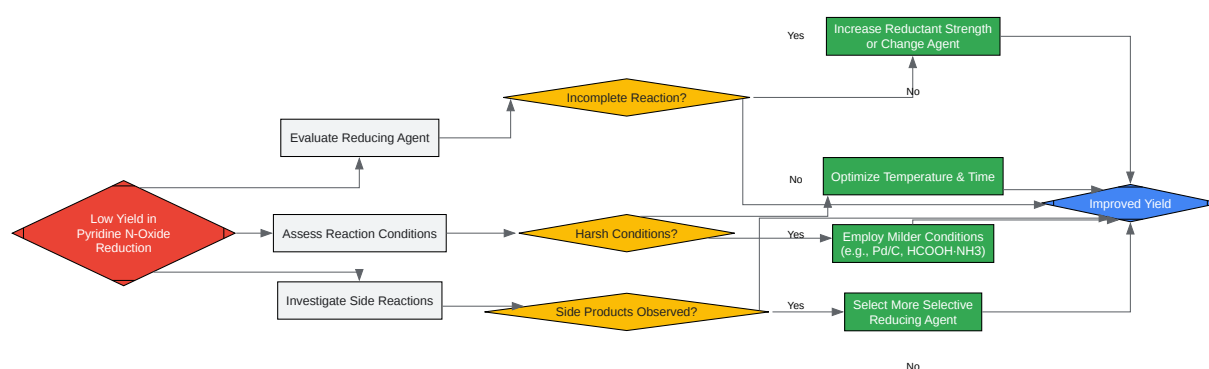 Yes
Increase Reductant Strength
or Change Agent
Incomplete Reaction?
No
Evaluate Reducing Agent
No
Optimize Temperature & Time
Low Yield in
Pyridine N-Oxide
Reduction
Improved Yield
Assess Reaction Conditions
Harsh Conditions?
Yes
Employ Milder Conditions
(e.g., Pd/C, HCOOH·NH3)
Investigate Side Reactions
Side Products Observed?
Yes
Select More Selective
Reducing Agent
No